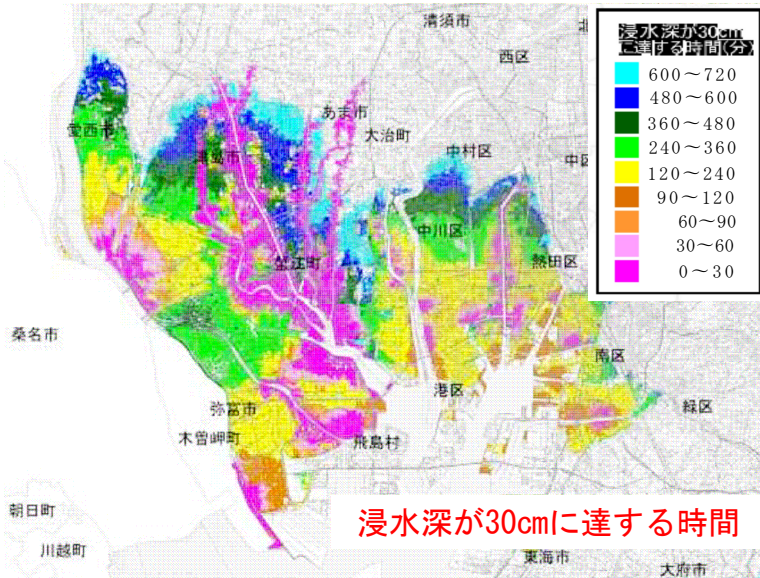 清須市
西区
北
浸水深が30cm
に達する時間(分)
600～720
480～600
360～480
240～360
120～240
90～120
60～90
30～60
0～30
あま市
大治町
愛西市
津島市
中村区
中区
中川区
熱田区
蟹江町
桑名市
南区
港区
緑区
弥富市
木曽岬町
飛島村
朝日町
川越町
浸水深が30cmに達する時間
東海市
大府市